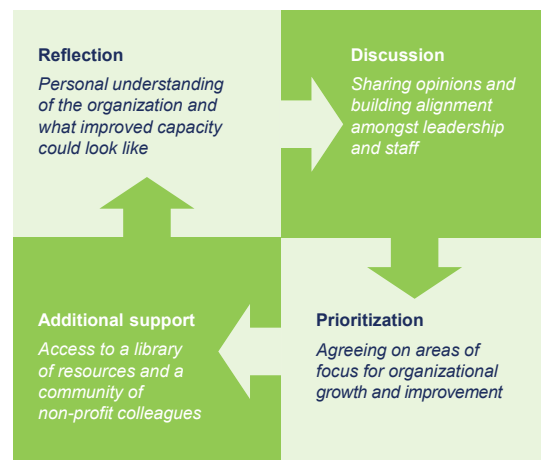 Reflection
Personal understanding
of the organization and
what improved capacity
could look like
Discussion
Sharing opinions and
building alignment
amongst leadership
and staff
Additional support
Access to a library
of resources and a
community of
non-profit colleagues
Prioritization
Agreeing on areas of
focus for organizational
growth and improvement